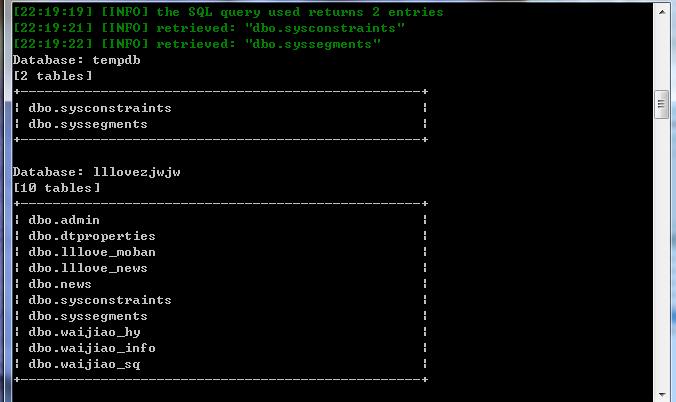 [22:19:19] [INFO] the SQL query used returns 2 entries
[22:19:21] [INFO] retrieved: "dbo.sysconstraints"
[22:19:22] [INFO] retrieved: "dbo.syssegments"
Database: tempdb
[2 tables]
+--------------------------------------------------+
| dbo.sysconstraints                               |
| dbo.syssegments                                  |
+--------------------------------------------------+
Database: lllovezjwjw
[10 tables]
+--------------------------------------------------+
| dbo.admin                                        |
| dbo.dtproperties                                 |
| dbo.lllove_moban                                 |
| dbo.lllove_news                                  |
| dbo.news                                         |
| dbo.sysconstraints                               |
| dbo.syssegments                                  |
| dbo.waijiao_hy                                   |
| dbo.waijiao_info                                 |
| dbo.waijiao_sq                                   |
+--------------------------------------------------+